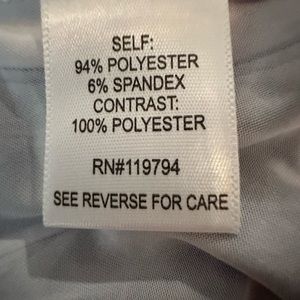 SELF:
94% POLYESTER
6% SPANDEX
CONTRAST:
100% POLYESTER
RN#119794
SEE REVERSE FOR CARE